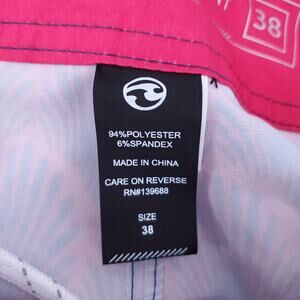 38
94%POLYESTER
6%SPANDEX
MADE IN CHINA
CARE ON REVERSE
RN#139688
SIZE
38